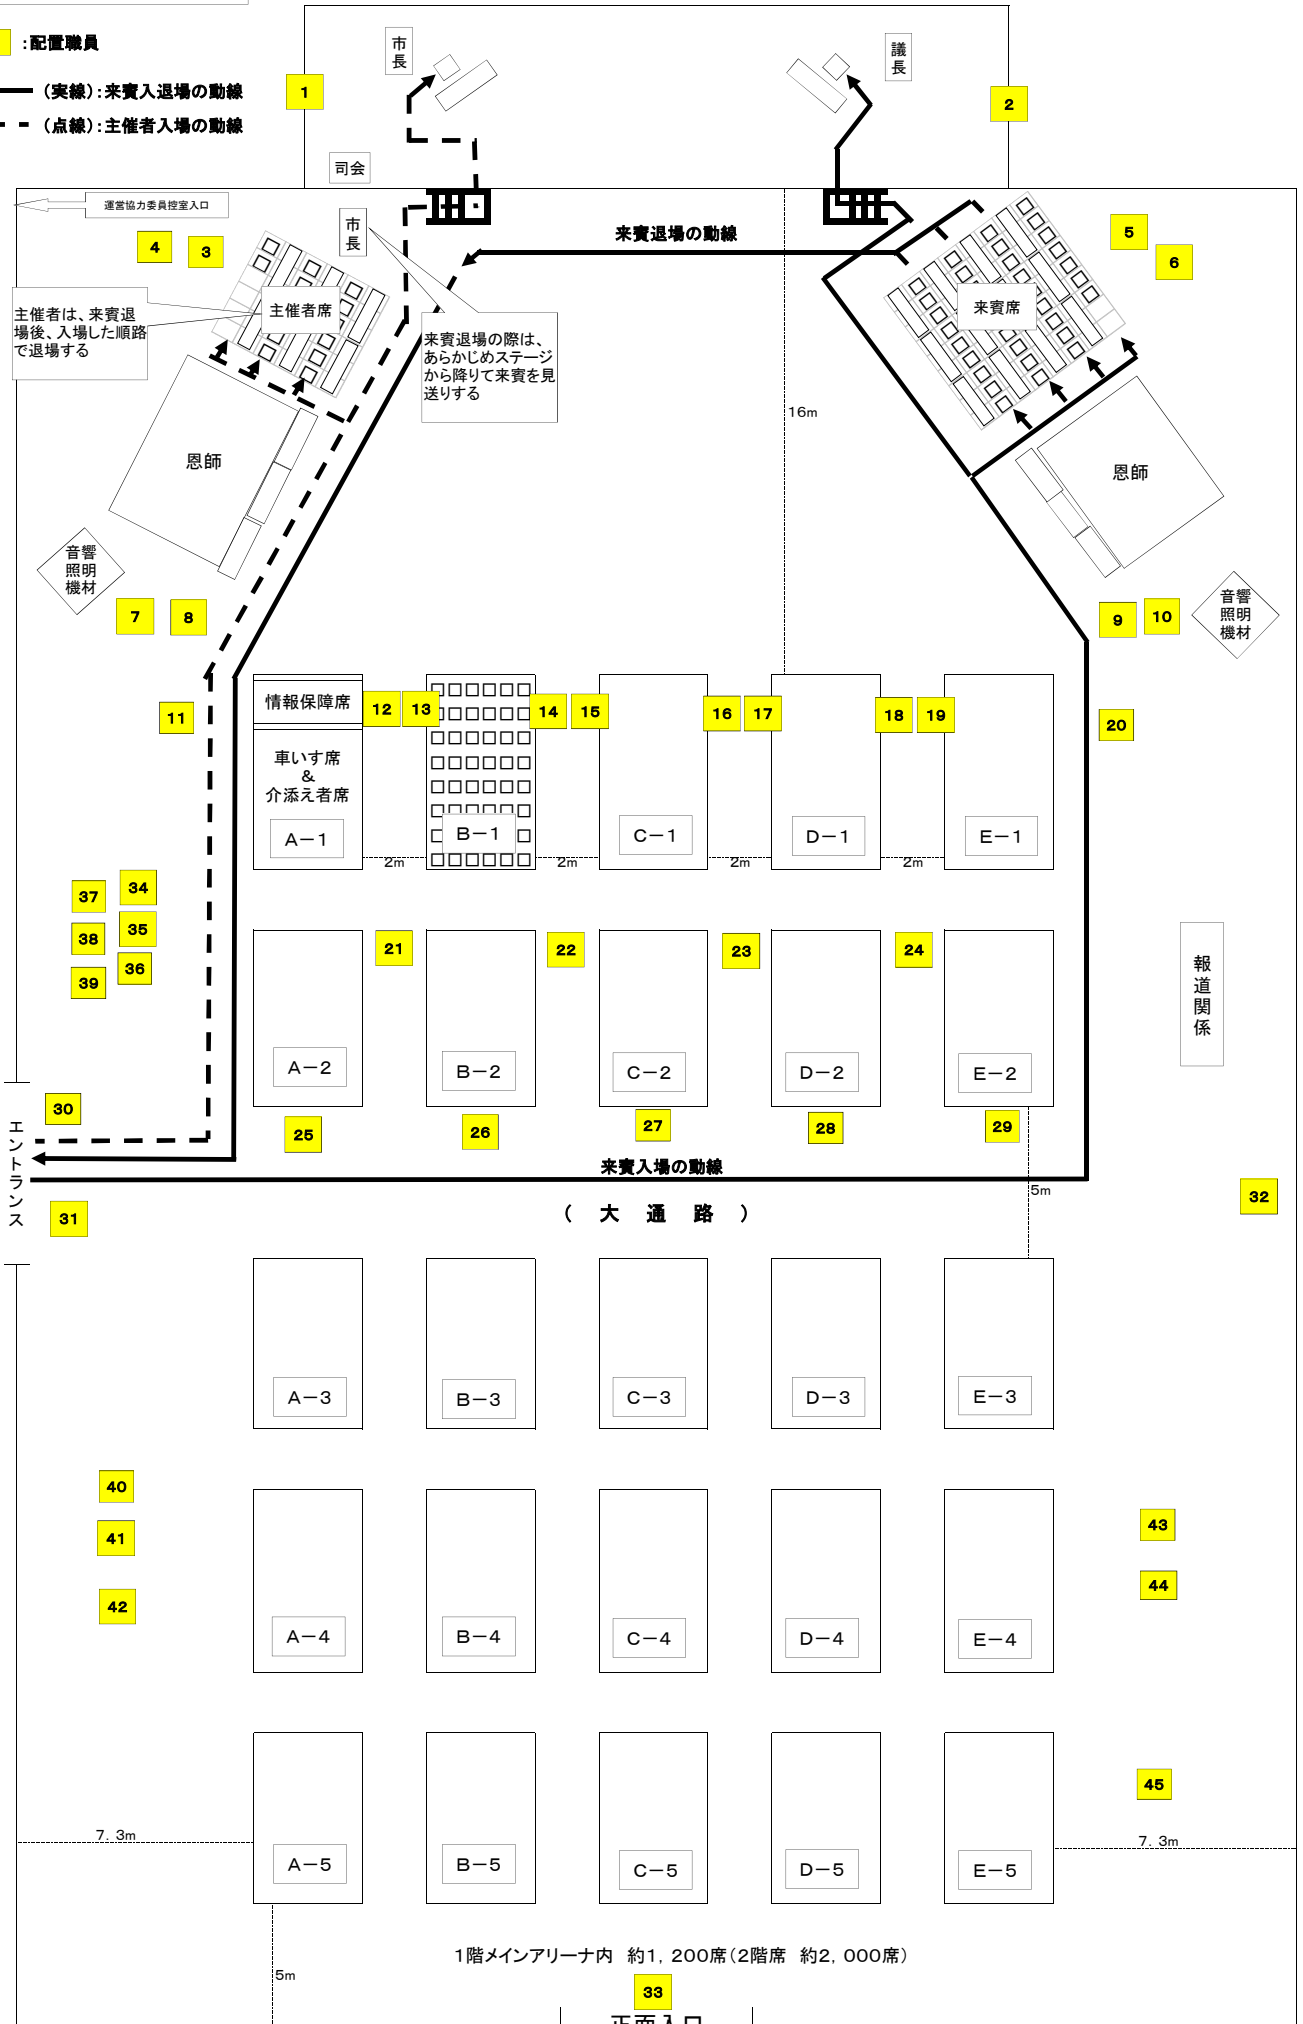 ：配置職員
（実線）：来賓入退場の動線
（点線）：主催者入場の動線
市長
議長
1
2
司会
運営協力委員控室入口
市長
来賓退場の動線
4
3
5
6
主催者席
来賓席
主催者は、来賓退
場後、入場した順路
で退場する
来賓退場の際は、
あらかじめステージ
から降りて来賓を見
送りする
16m
恩師
恩師
音響
照明
機材
音響
照明
機材
7
8
9
10
11
情報保障席
12
13
14
15
16
17
18
19
20
車いす席
＆
介添え者席
A－1
B－1
C－1
D－1
E－1
2m
2m
2m
2m
37
34
38
35
39
36
21
22
23
24
報道関係
A－2
B－2
C－2
D－2
E－2
30
25
26
27
28
29
エントランス
来賓入場の動線
5m
31
（　大　通　路　）
32
A－3
B－3
C－3
D－3
E－3
40
41
42
43
44
A－4
B－4
C－4
D－4
E－4
45
7．3m
7．3m
A－5
B－5
C－5
D－5
E－5
1階メインアリーナ内　約1，200席（2階席　約2，000席）
5m
33
正面入口